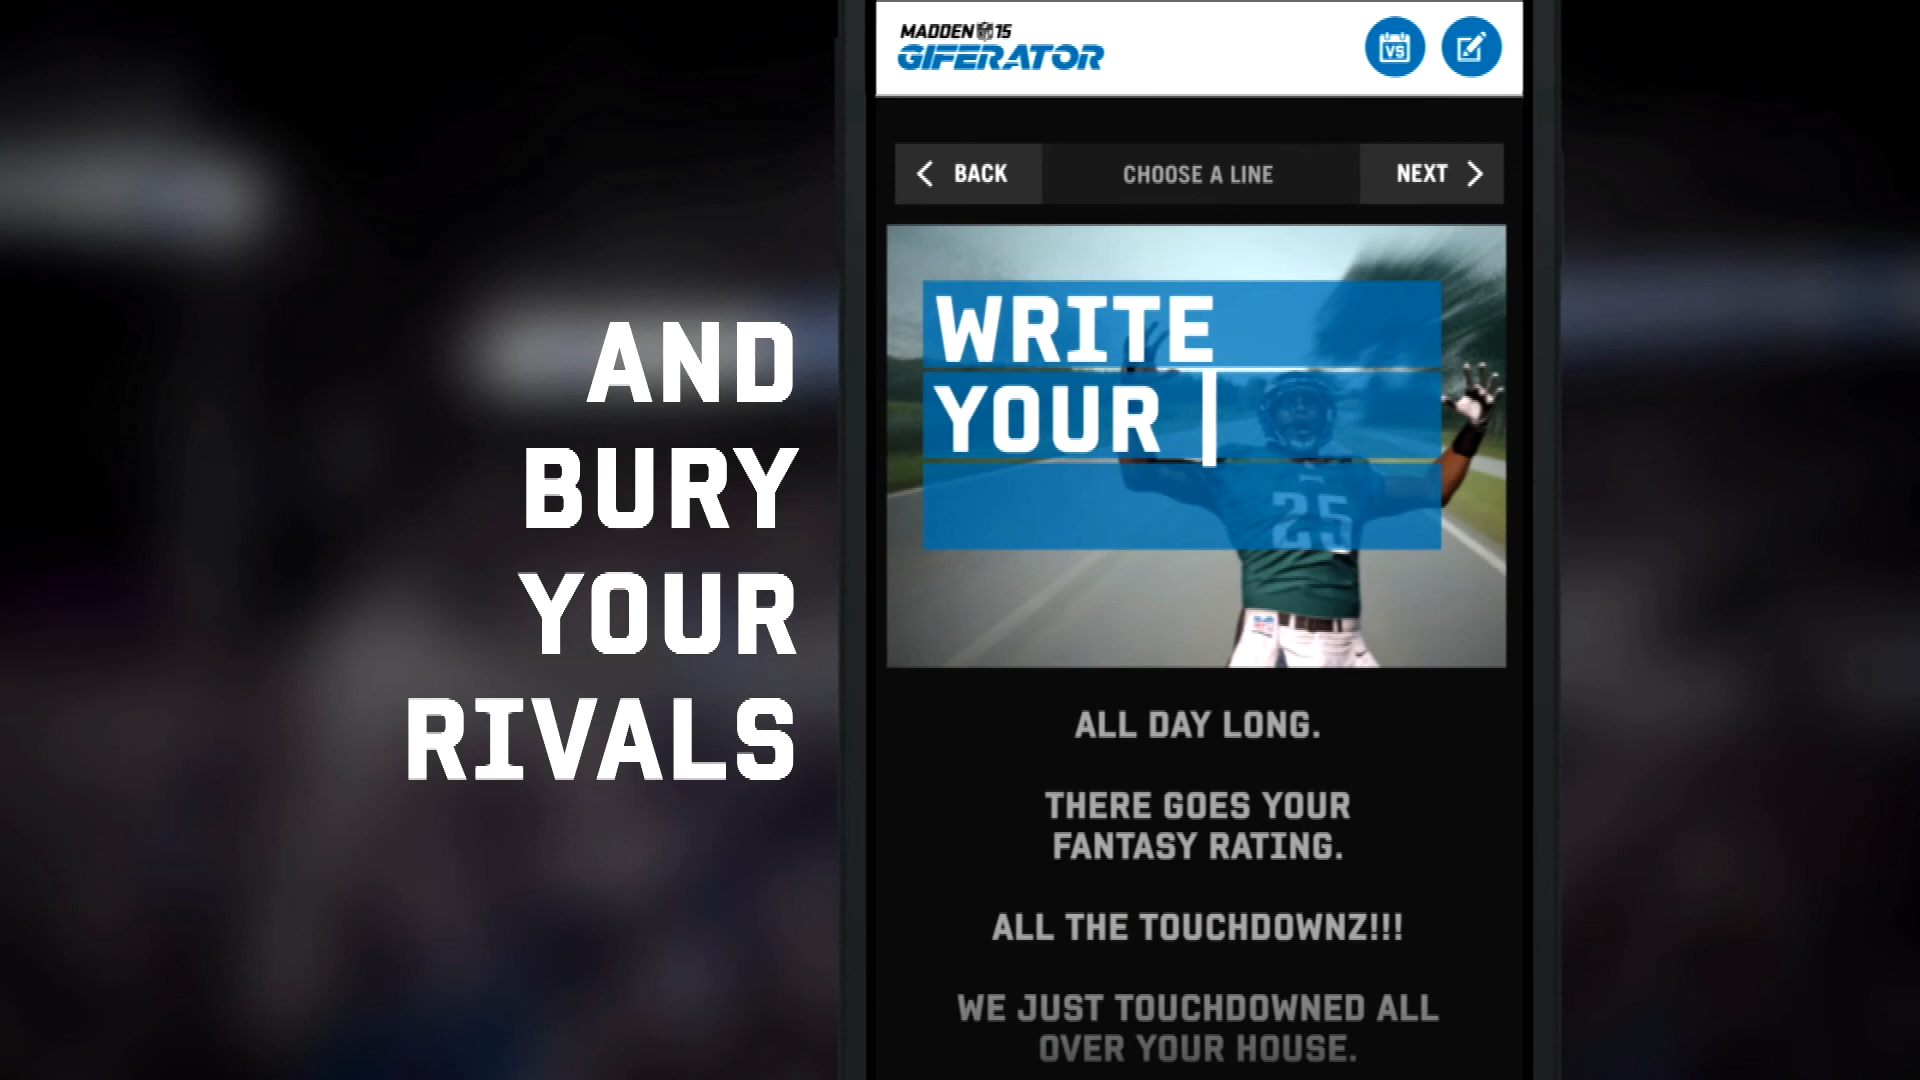 MADDEN NFL 15
GIFERATOR
VS
BACK
CHOOSE A LINE
NEXT
WRITE
YOUR
25
AND
BURY
YOUR
RIVALS
ALL DAY LONG.
THERE GOES YOUR
FANTASY RATING.
ALL THE TOUCHDOWNZ!!!
WE JUST TOUCHDOWNED ALL
OVER YOUR HOUSE.